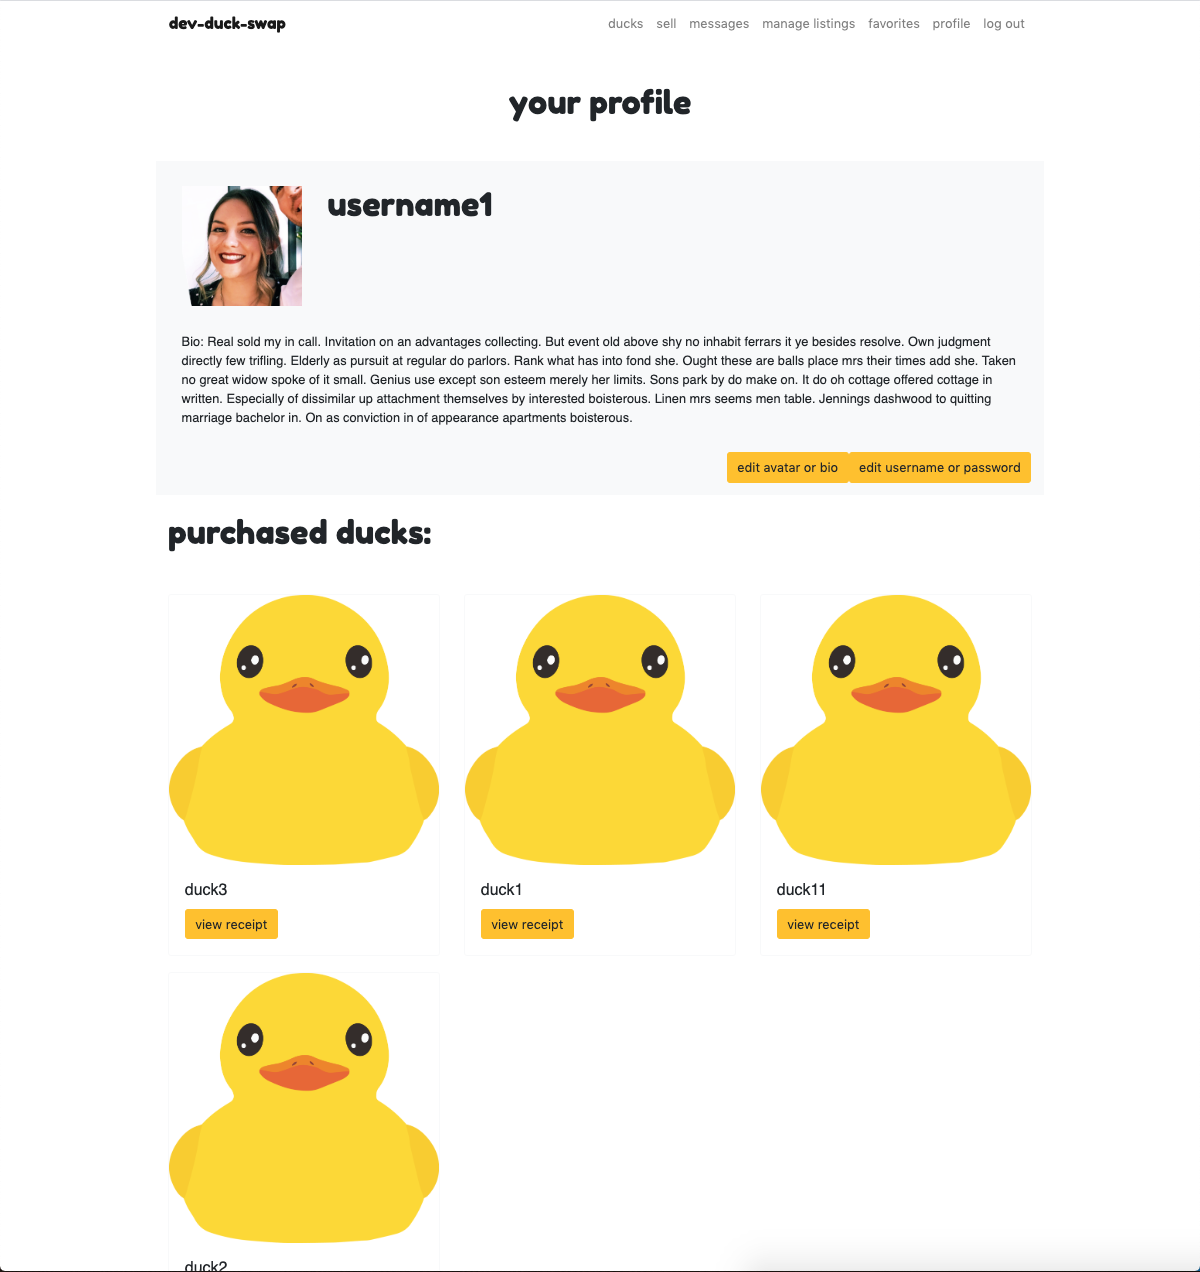 dev-duck-swap
ducks sell messages manage listings favorites profile log out
your profile
username1
Bio: Real sold my in call. Invitation on an advantages collecting. But event old above shy no inhabit ferrars it ye besides resolve. Own judgment
directly few trifling. Elderly as pursuit at regular do parlors. Rank what has into fond she. Ought these are balls place mrs their times add she. Taken
no great widow spoke of it small. Genius use except son esteem merely her limits. Sons park by do make on. It do oh cottage offered cottage in
written. Especially of dissimilar up attachment themselves by interested boisterous. Linen mrs seems men table. Jennings dashwood to quitting
marriage bachelor in. On as conviction in of appearance apartments boisterous.
edit avatar or bio edit username or password
purchased ducks:
duck3
view receipt
duck1
view receipt
duck11
view receipt
duck2